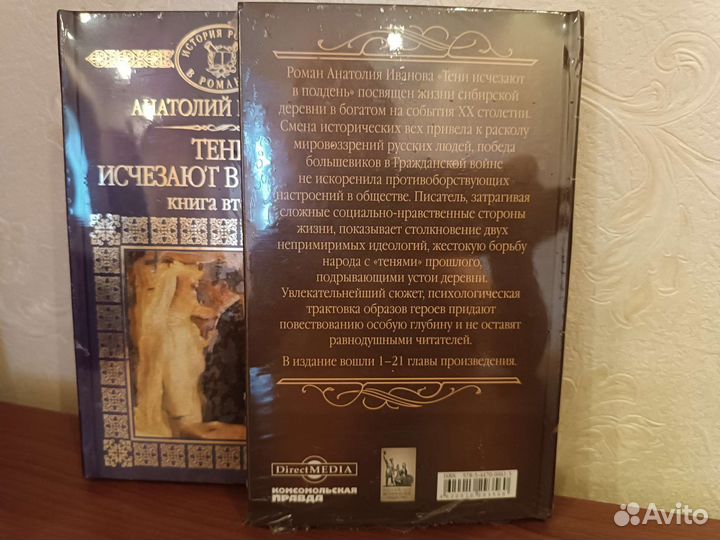 ИСТОРИЯ РО
В РОМАН
АНАТОЛИЙ
ТЕНИ
ИСЧЕЗАЮТ В
КНИГА ВТ
Роман Анатолия Иванова «Тени исчезают
в полдень» посвящен жизни сибирской
деревни в богатом на события XX столетии.
Смена исторических вех привела к расколу
мировоззрений русских людей, победа
большевиков в Гражданской войне
не искоренила противоборствующих
настроений в обществе. Писатель, затрагивая
сложные социально-нравственные стороны
жизни, показывает столкновение двух
непримиримых идеологий, жестокую борьбу
народа с «тенями» прошлого,
подрывающими устои деревни.
Увлекательнейший сюжет, психологическая
трактовка образов героев придают
повествованию особую глубину и не оставят
равнодушными читателей.
В издание вошли 1–21 главы произведения.
DirectMEDIA
КОМСОМОЛЬСКАЯ
ПРАВДА
ISBN
Avito